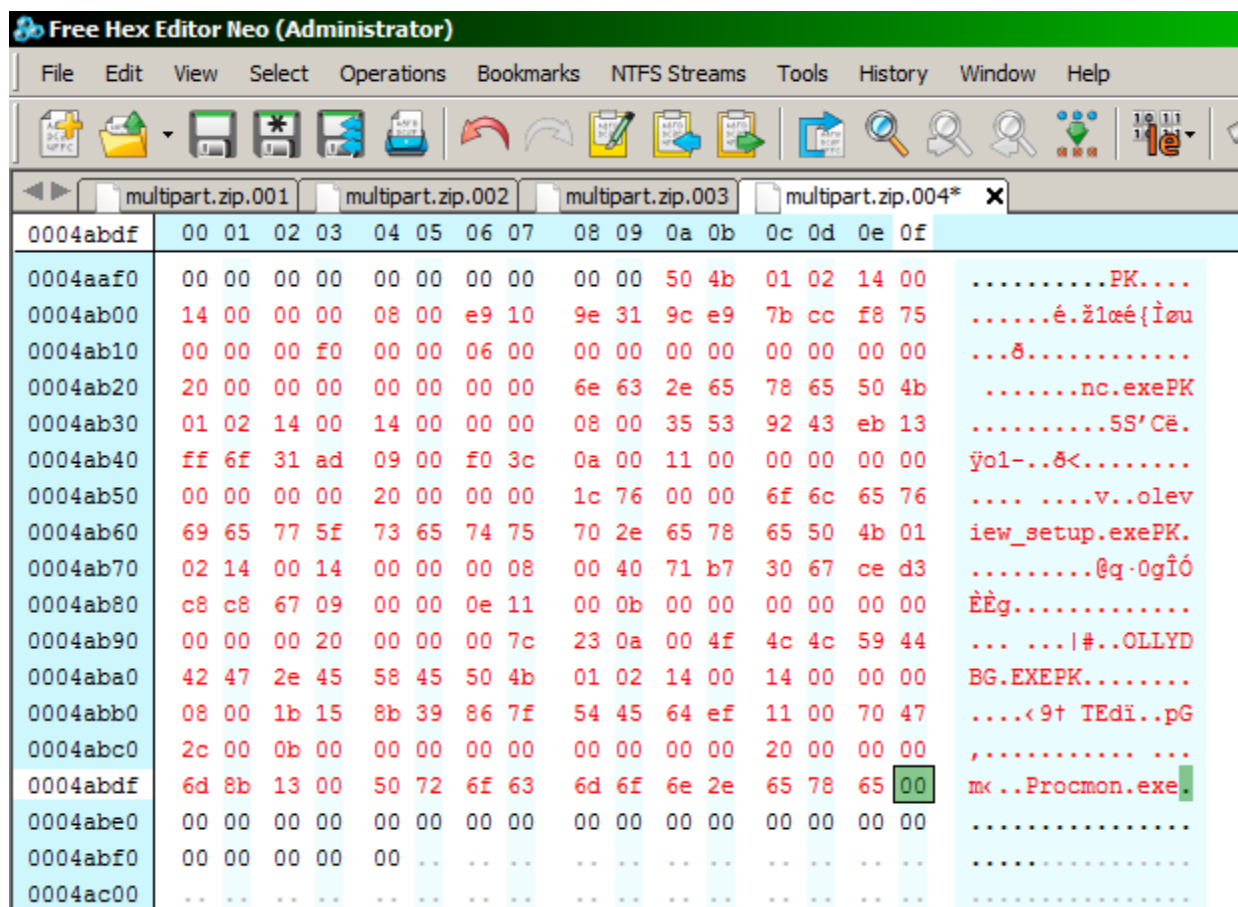 Free Hex Editor Neo (Administrator)
File Edit View Select Operations Bookmarks NTFS Streams Tools History Window Help
multipart.zip.001 multipart.zip.002 multipart.zip.003 multipart.zip.004* x
0004abdf 00 01 02 03 04 05 06 07 08 09 0a 0b 0c 0d 0e 0f
0004aaf0 00 00 00 00 00 00 00 00 00 00 50 4b 01 02 14 00 ..........PK....
0004ab00 14 00 00 00 08 00 e9 10 9e 31 9c e9 7b cc f8 75 ......é.ž1œé{Ìøu
0004ab10 00 00 00 f0 00 00 06 00 00 00 00 00 00 00 00 00 ...ð............
0004ab20 20 00 00 00 00 00 00 00 6e 63 2e 65 78 65 50 4b  .......nc.exePK
0004ab30 01 02 14 00 14 00 00 00 08 00 35 53 92 43 eb 13 ..........5S’Cë.
0004ab40 ff 6f 31 ad 09 00 f0 3c 0a 00 11 00 00 00 00 00 ÿo1-..ð<........
0004ab50 00 00 00 00 20 00 00 00 1c 76 00 00 6f 6c 65 76 .... ....v..olev
0004ab60 69 65 77 5f 73 65 74 75 70 2e 65 78 65 50 4b 01 iew_setup.exePK.
0004ab70 02 14 00 14 00 00 00 08 00 40 71 b7 30 67 ce d3 .........@q·0gÎÓ
0004ab80 c8 c8 67 09 00 00 0e 11 00 0b 00 00 00 00 00 00 ÈÈg.............
0004ab90 00 00 00 20 00 00 00 7c 23 0a 00 4f 4c 4c 59 44 ... ...|#..OLLYD
0004aba0 42 47 2e 45 58 45 50 4b 01 02 14 00 14 00 00 00 BG.EXEPK........
0004abb0 08 00 1b 15 8b 39 86 7f 54 45 64 ef 11 00 70 47 ....‹9† TEdï..pG
0004abc0 2c 00 0b 00 00 00 00 00 00 00 00 00 20 00 00 00 ,........... ...
0004abdf 6d 8b 13 00 50 72 6f 63 6d 6f 6e 2e 65 78 65 00 m‹..Procmon.exe.
0004abe0 00 00 00 00 00 00 00 00 00 00 00 00 00 00 00 00 ................
0004abf0 00 00 00 00 00 .. .. .. .. .. .. .. .. .. .. .. ................
0004ac00 .. .. .. .. .. .. .. .. .. .. .. .. .. .. .. .. ................